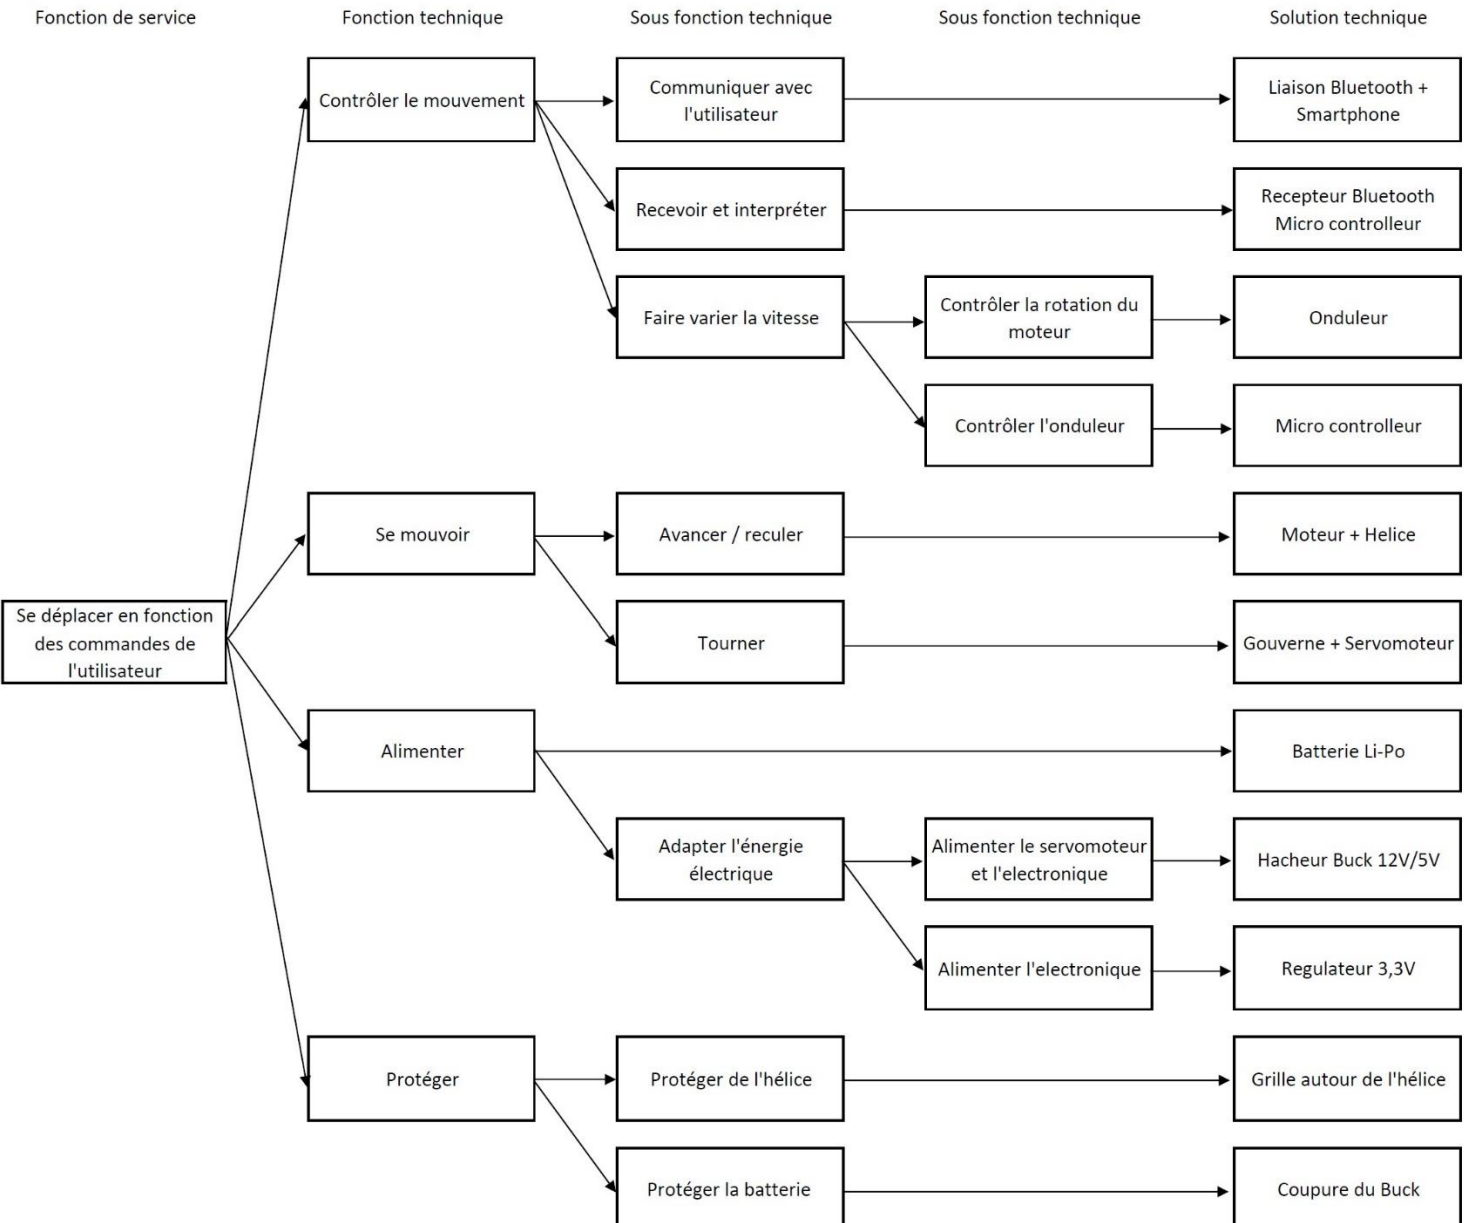 Fonction de service
Fonction technique
Sous fonction technique
Sous fonction technique
Solution technique
Contrôler le mouvement
Communiquer avec
l'utilisateur
Liaison Bluetooth +
Smartphone
Recevoir et interpréter
Recepteur Bluetooth
Micro controlleur
Faire varier la vitesse
Contrôler la rotation du
moteur
Onduleur
Contrôler l'onduleur
Micro controlleur
Se mouvoir
Avancer / reculer
Moteur + Helice
Se déplacer en fonction
des commandes de
l'utilisateur
Tourner
Gouverne + Servomoteur
Alimenter
Batterie Li-Po
Adapter l'énergie
électrique
Alimenter le servomoteur
et l'electronique
Hacheur Buck 12V/5V
Alimenter l'electronique
Regulateur 3,3V
Protéger
Protéger de l'hélice
Grille autour de l'hélice
Protéger la batterie
Coupure du Buck